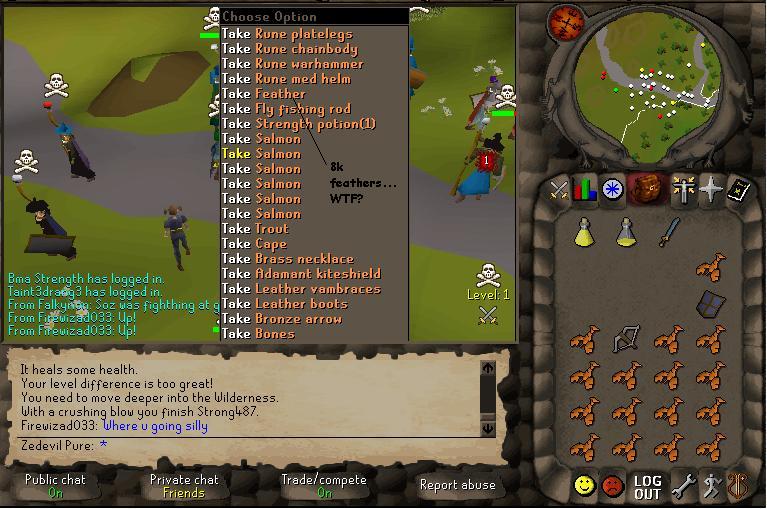 Choose Option
Take Rune platelegs
Take Rune chainbody
Take Rune warhammer
Take Rune med helm
Take Feather
Take Fly fishing rod
Take Strength potion(1)
Take Salmon
Take Salmon
Take Salmon
Take Salmon
Take Salmon
Take Salmon
Take Trout
Take Cape
Take Brass necklace
Take Adamant kiteshield
Take Leather vambraces
Take Leather boots
Take Bronze arrow
Take Bones
8k
feathers...
WTF?
1
Level: 1
Bma Strength has logged in.
Taint3dragg3 has logged in.
From Falkynan: Soz was fighthting at g
From Firewizad033: Up!
From Firewizad033: Up!
It heals some health.
Your level difference is too great!
You need to move deeper into the Wilderness.
With a crushing blow you finish Strong487.
Firewizad033: Where u going silly
Zedevil Pure: *
Public chat
On
Private chat
Friends
Trade/compete
On
Report abuse
LOG
OUT